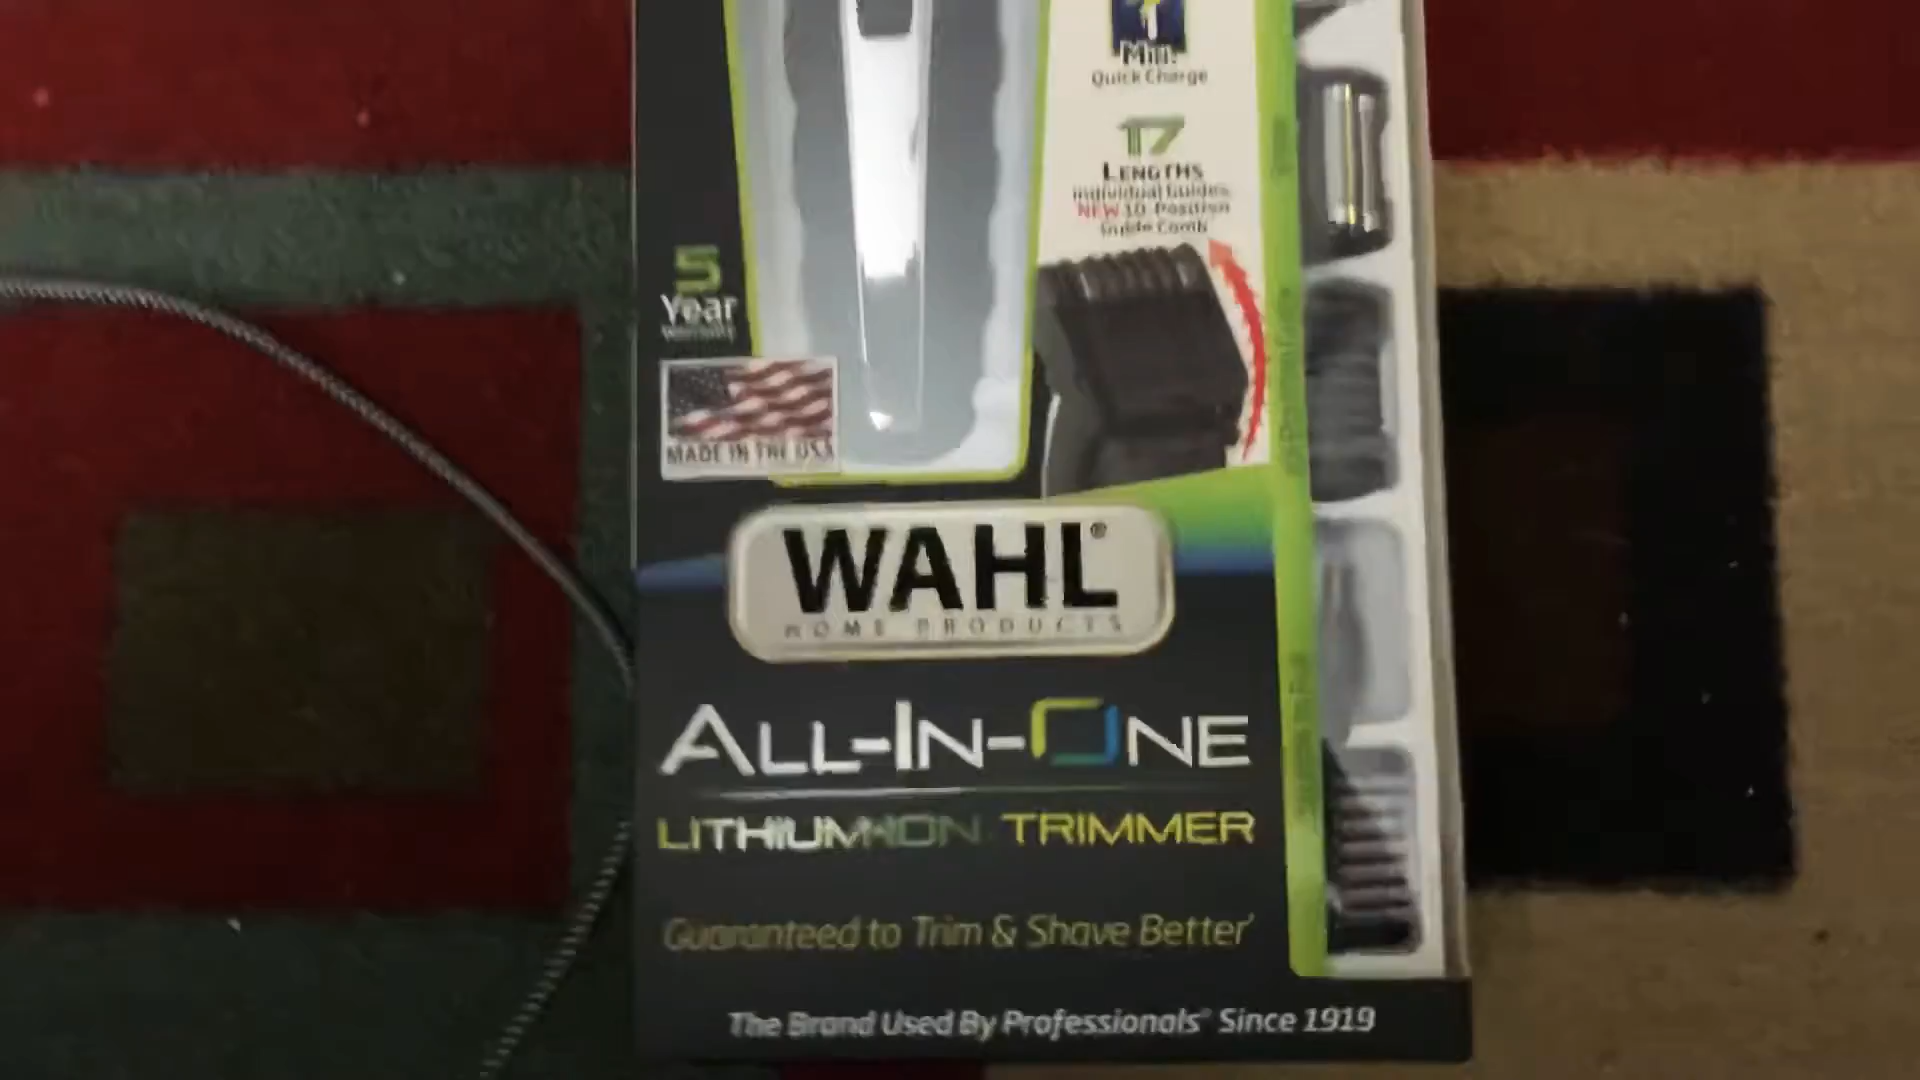 Min.
Quick Charge
17
LENGTHS
Individual Guides,
NEW 10-Position
Guide Comb
5
Year
Warranty
MADE IN THE USA
WAHL®
HOME PRODUCTS
ALL-IN-ONE
LITHIUM-ION TRIMMER
Guaranteed to Trim & Shave Better
The Brand Used By Professionals Since 1919